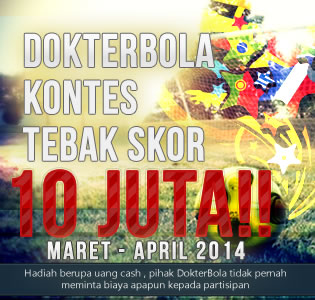 DOKTERBOLA
KONTES
TEBAK SKOR
10 JUTA!!
MARET - APRIL 2014
Hadiah berupa uang cash , pihak DokterBola tidak pernah
meminta biaya apapun kepada partisipan